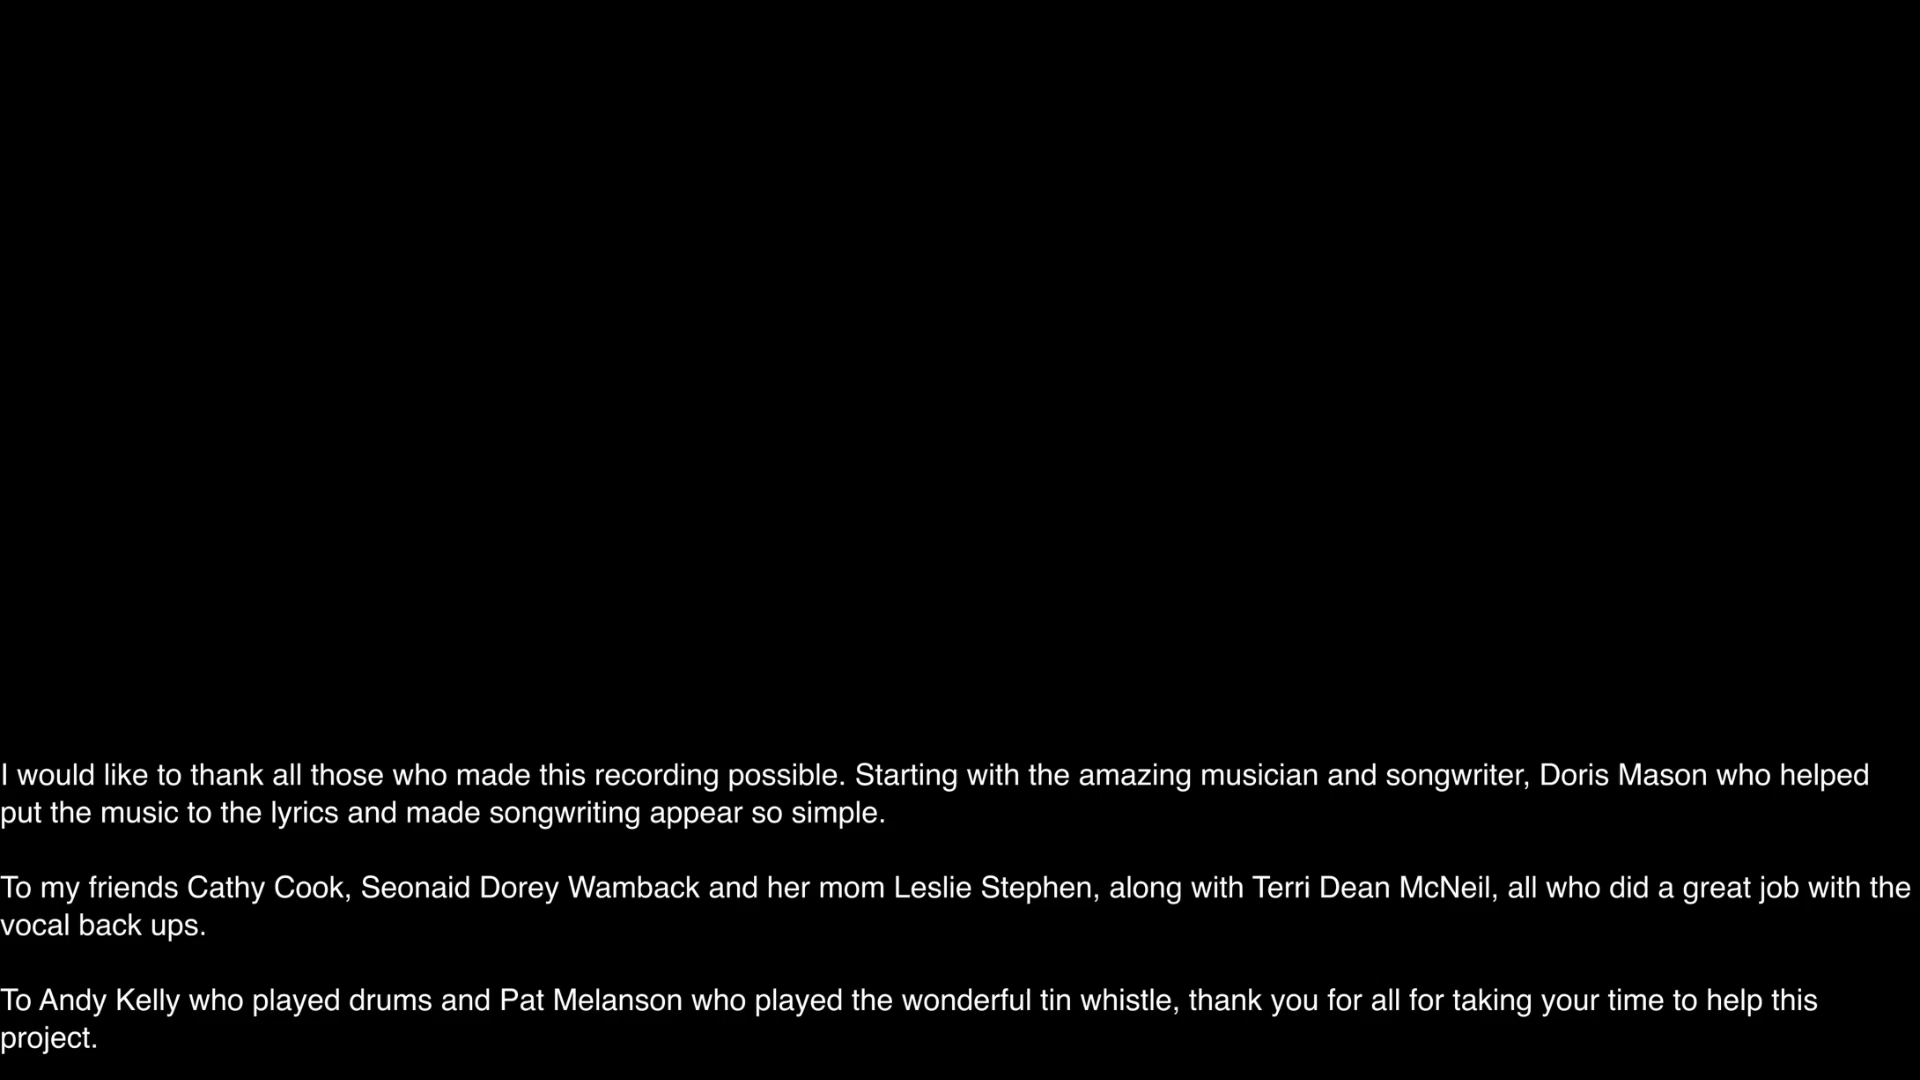 I would like to thank all those who made this recording possible. Starting with the amazing musician and songwriter, Doris Mason who helped
put the music to the lyrics and made songwriting appear so simple.
To my friends Cathy Cook, Seonaid Dorey Wamback and her mom Leslie Stephen, along with Terri Dean McNeil, all who did a great job with the
vocal back ups.
To Andy Kelly who played drums and Pat Melanson who played the wonderful tin whistle, thank you for all for taking your time to help this
project.